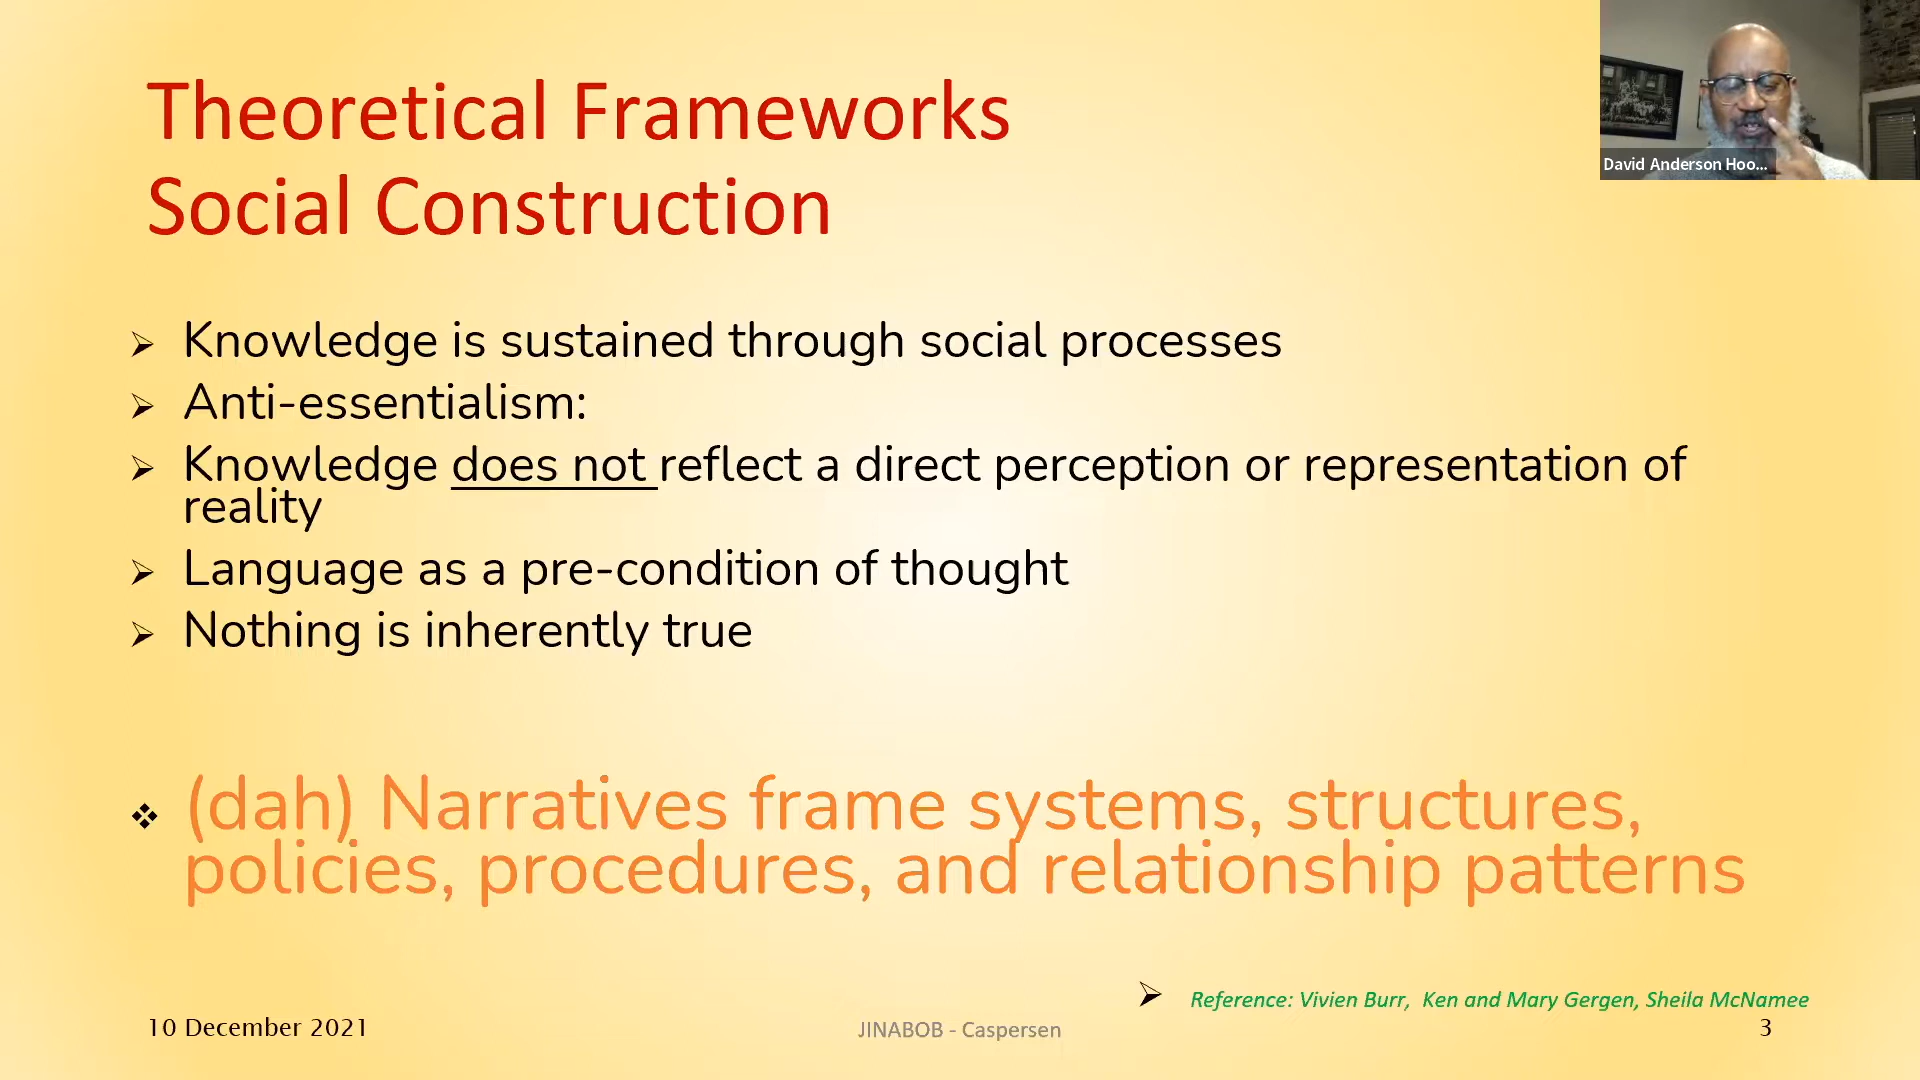 Theoretical Frameworks
Social Construction
David Anderson Hoo...
Knowledge is sustained through social processes
Anti-essentialism:
Knowledge does not reflect a direct perception or representation of
reality
Language as a pre-condition of thought
Nothing is inherently true
(dah) Narratives frame systems, structures,
policies, procedures, and relationship patterns
Reference: Vivien Burr, Ken and Mary Gergen, Sheila McNamee
10 December 2021
JINABOB - Caspersen
3